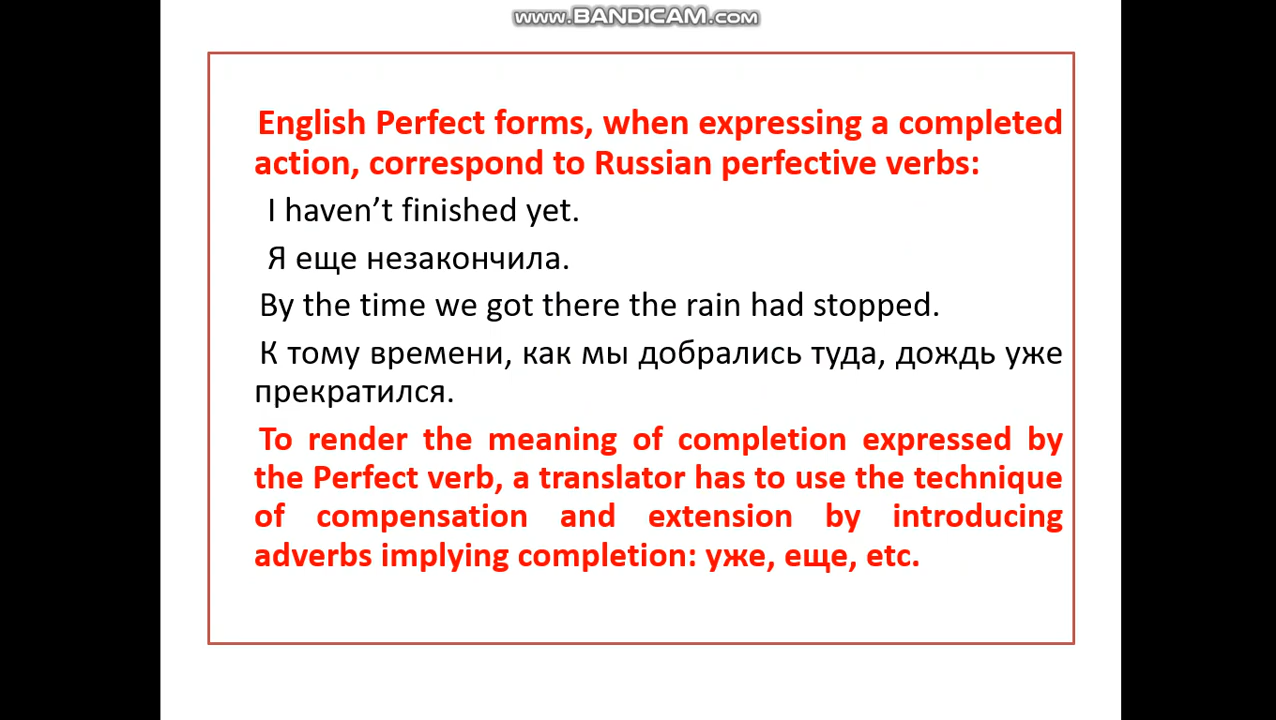 www.BANDICAM.com
English Perfect forms, when expressing a completed
action, correspond to Russian perfective verbs:
I haven’t finished yet.
Я еще незакончила.
By the time we got there the rain had stopped.
К тому времени, как мы добрались туда, дождь уже
прекратился.
To render the meaning of completion expressed by
the Perfect verb, a translator has to use the technique
of compensation and extension by introducing
adverbs implying completion: уже, еще, etc.